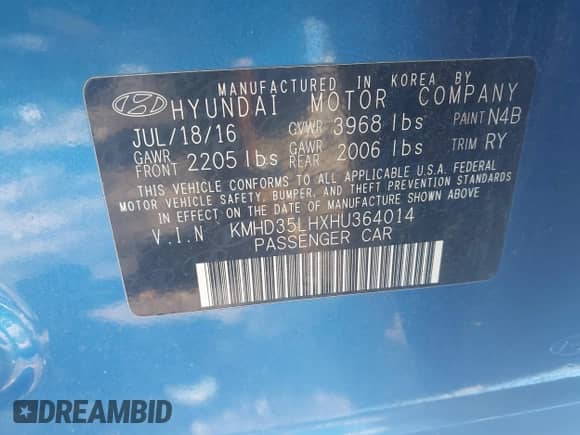 MANUFACTURED IN KOREA BY
HYUNDAI MOTOR COMPANY
JUL/18/16 GVWR 3968 lbs PAINT N4B
GAWR FRONT 2205 lbs GAWR REAR 2006 lbs TRIM RY
THIS VEHICLE CONFORMS TO ALL APPLICABLE U.S.A. FEDERAL
MOTOR VEHICLE SAFETY, BUMPER, AND THEFT PREVENTION STANDARDS
IN EFFECT ON THE DATE OF MANUFACTURE SHOWN ABOVE.
V.I.N KMHD35LHXHU364014
PASSENGER CAR
DREAMBID